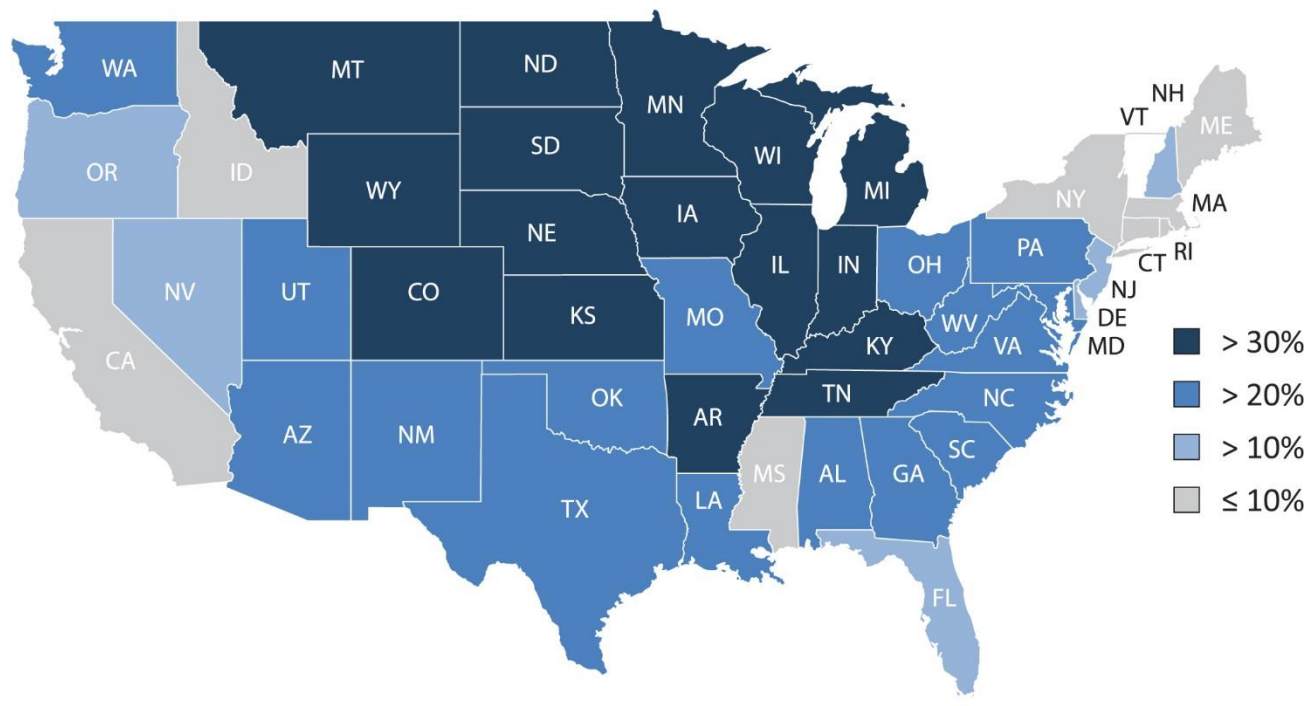 WA
MT
ND
MN
NH
VT
ME
OR
ID
SD
WI
WY
MI
NY
MA
IA
NE
RI
CT
PA
NV
UT
CO
IL
IN
OH
NJ
KS
MO
WV
DE
VA
MD
CA
KY
> 30%
> 20%
> 10%
≤ 10%
TN
NC
OK
AZ
NM
AR
SC
MS
AL
GA
LA
TX
FL